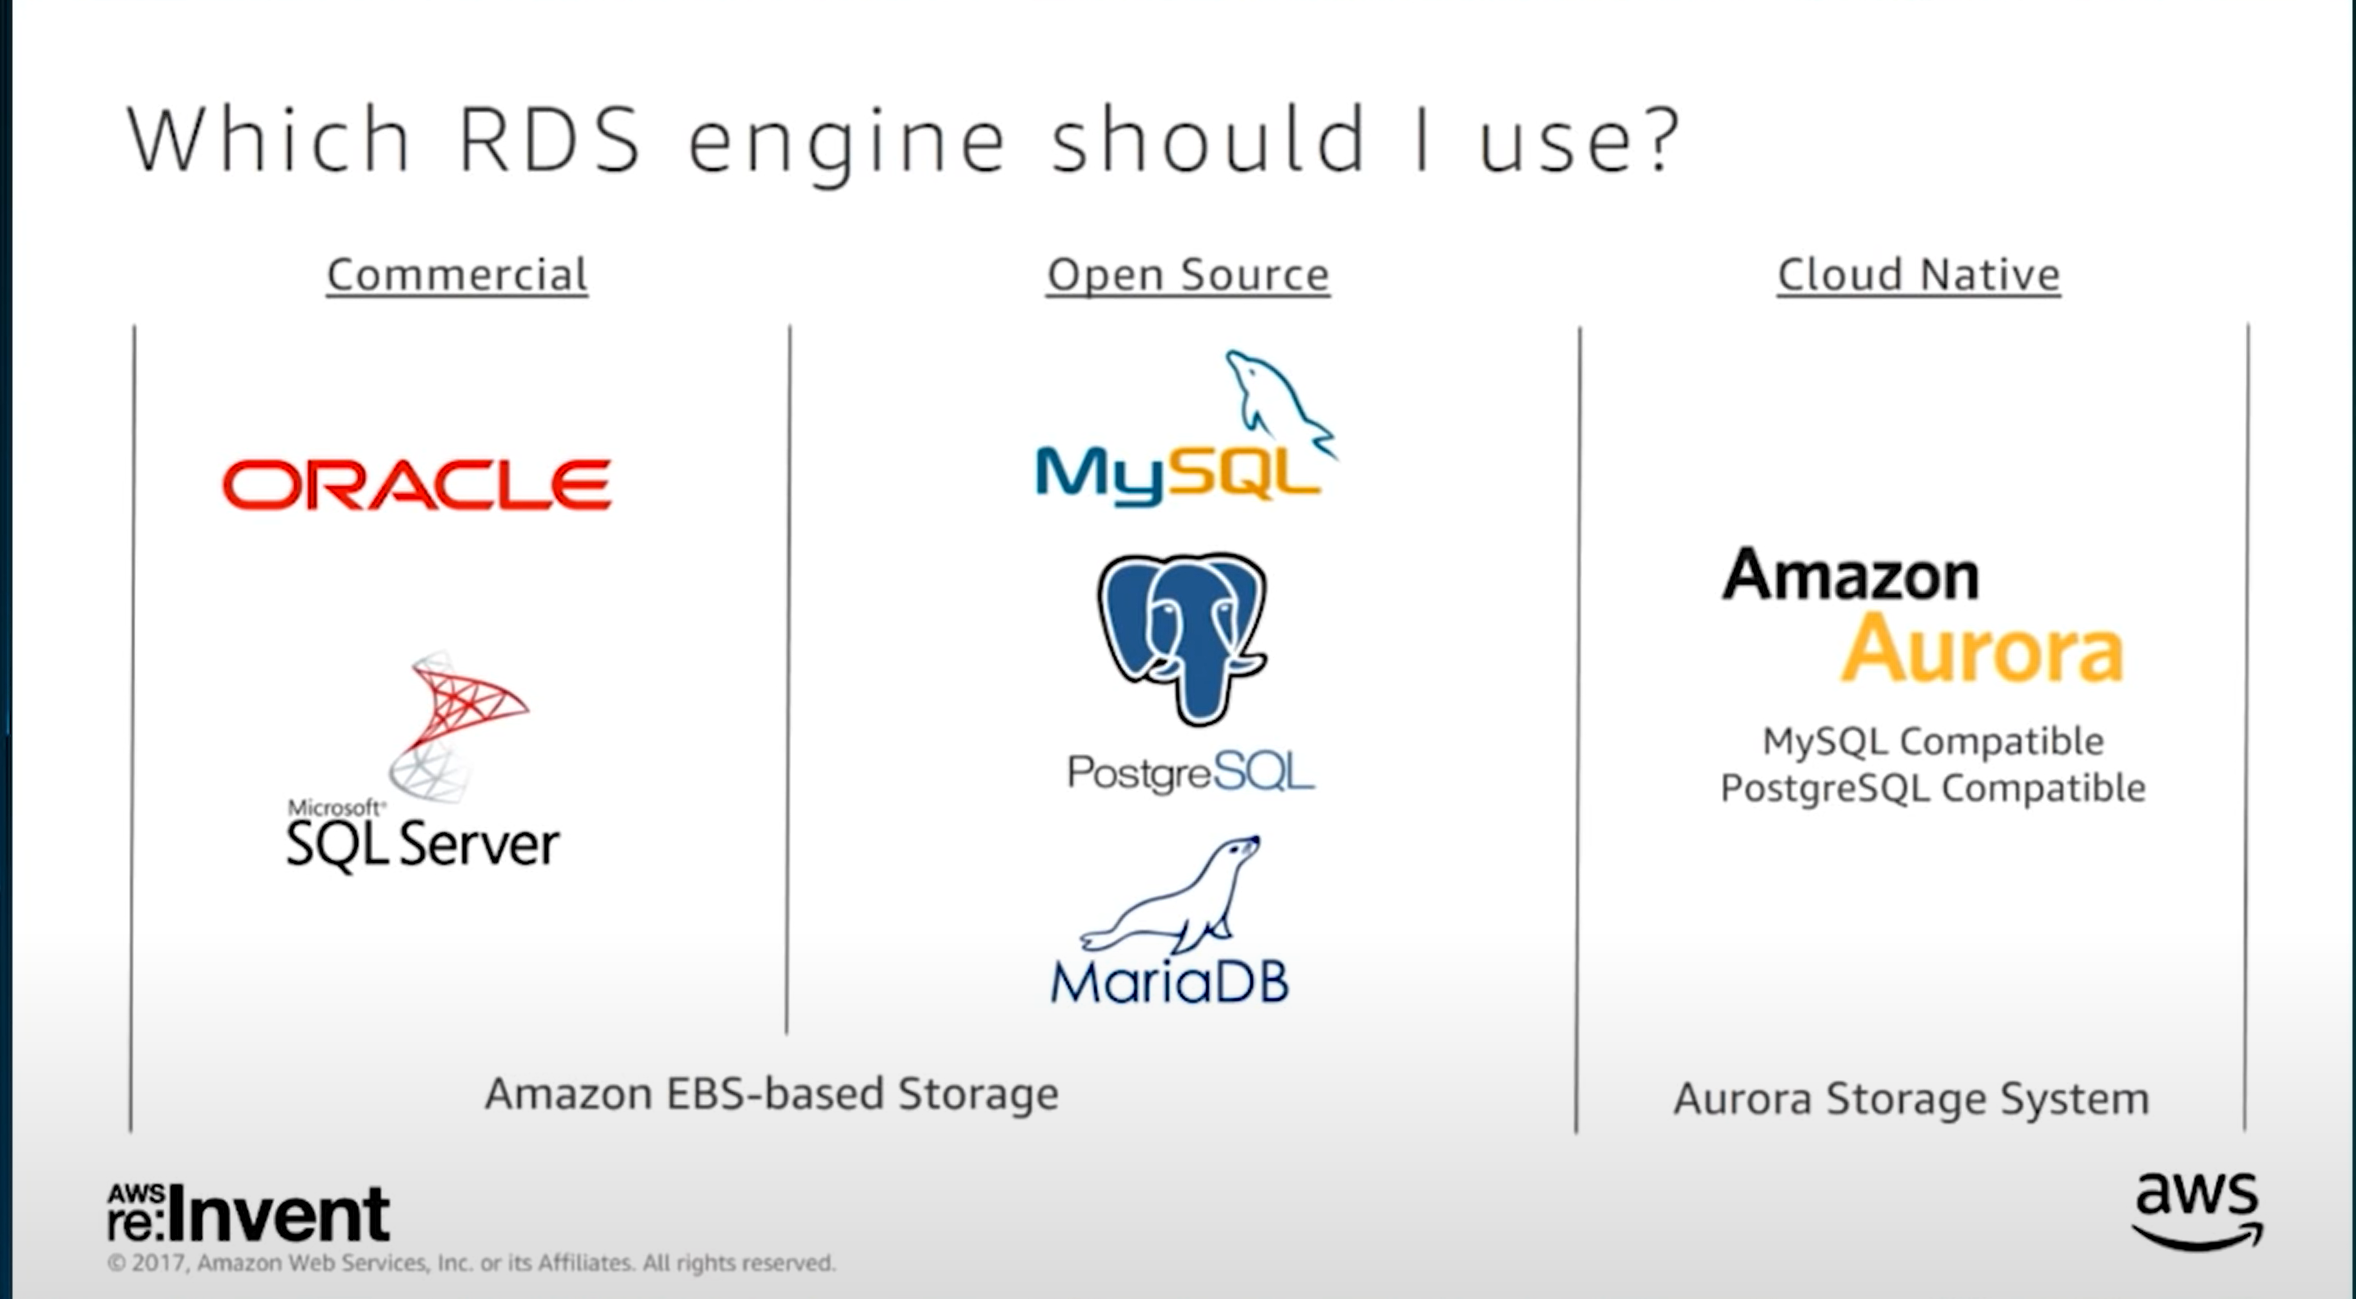 Which RDS engine should I use?
Commercial
Open Source
Cloud Native
ORACLE
Microsoft®
SQL Server
MySQL
PostgreSQL
MariaDB
Amazon
Aurora
MySQL Compatible
PostgreSQL Compatible
Amazon EBS-based Storage
Aurora Storage System
AWS
re:Invent
© 2017, Amazon Web Services, Inc. or its Affiliates. All rights reserved.
aws